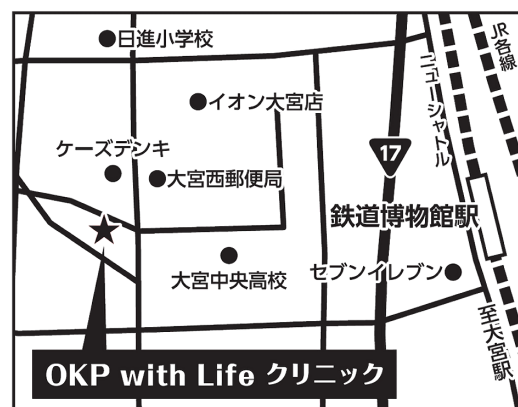 日進小学校
JR各線
ニューシャトル
イオン大宮店
ケーズデンキ
17
大宮西郵便局
鉄道博物館駅
大宮中央高校
セブンイレブン
至大宮駅
OKP with Life クリニック